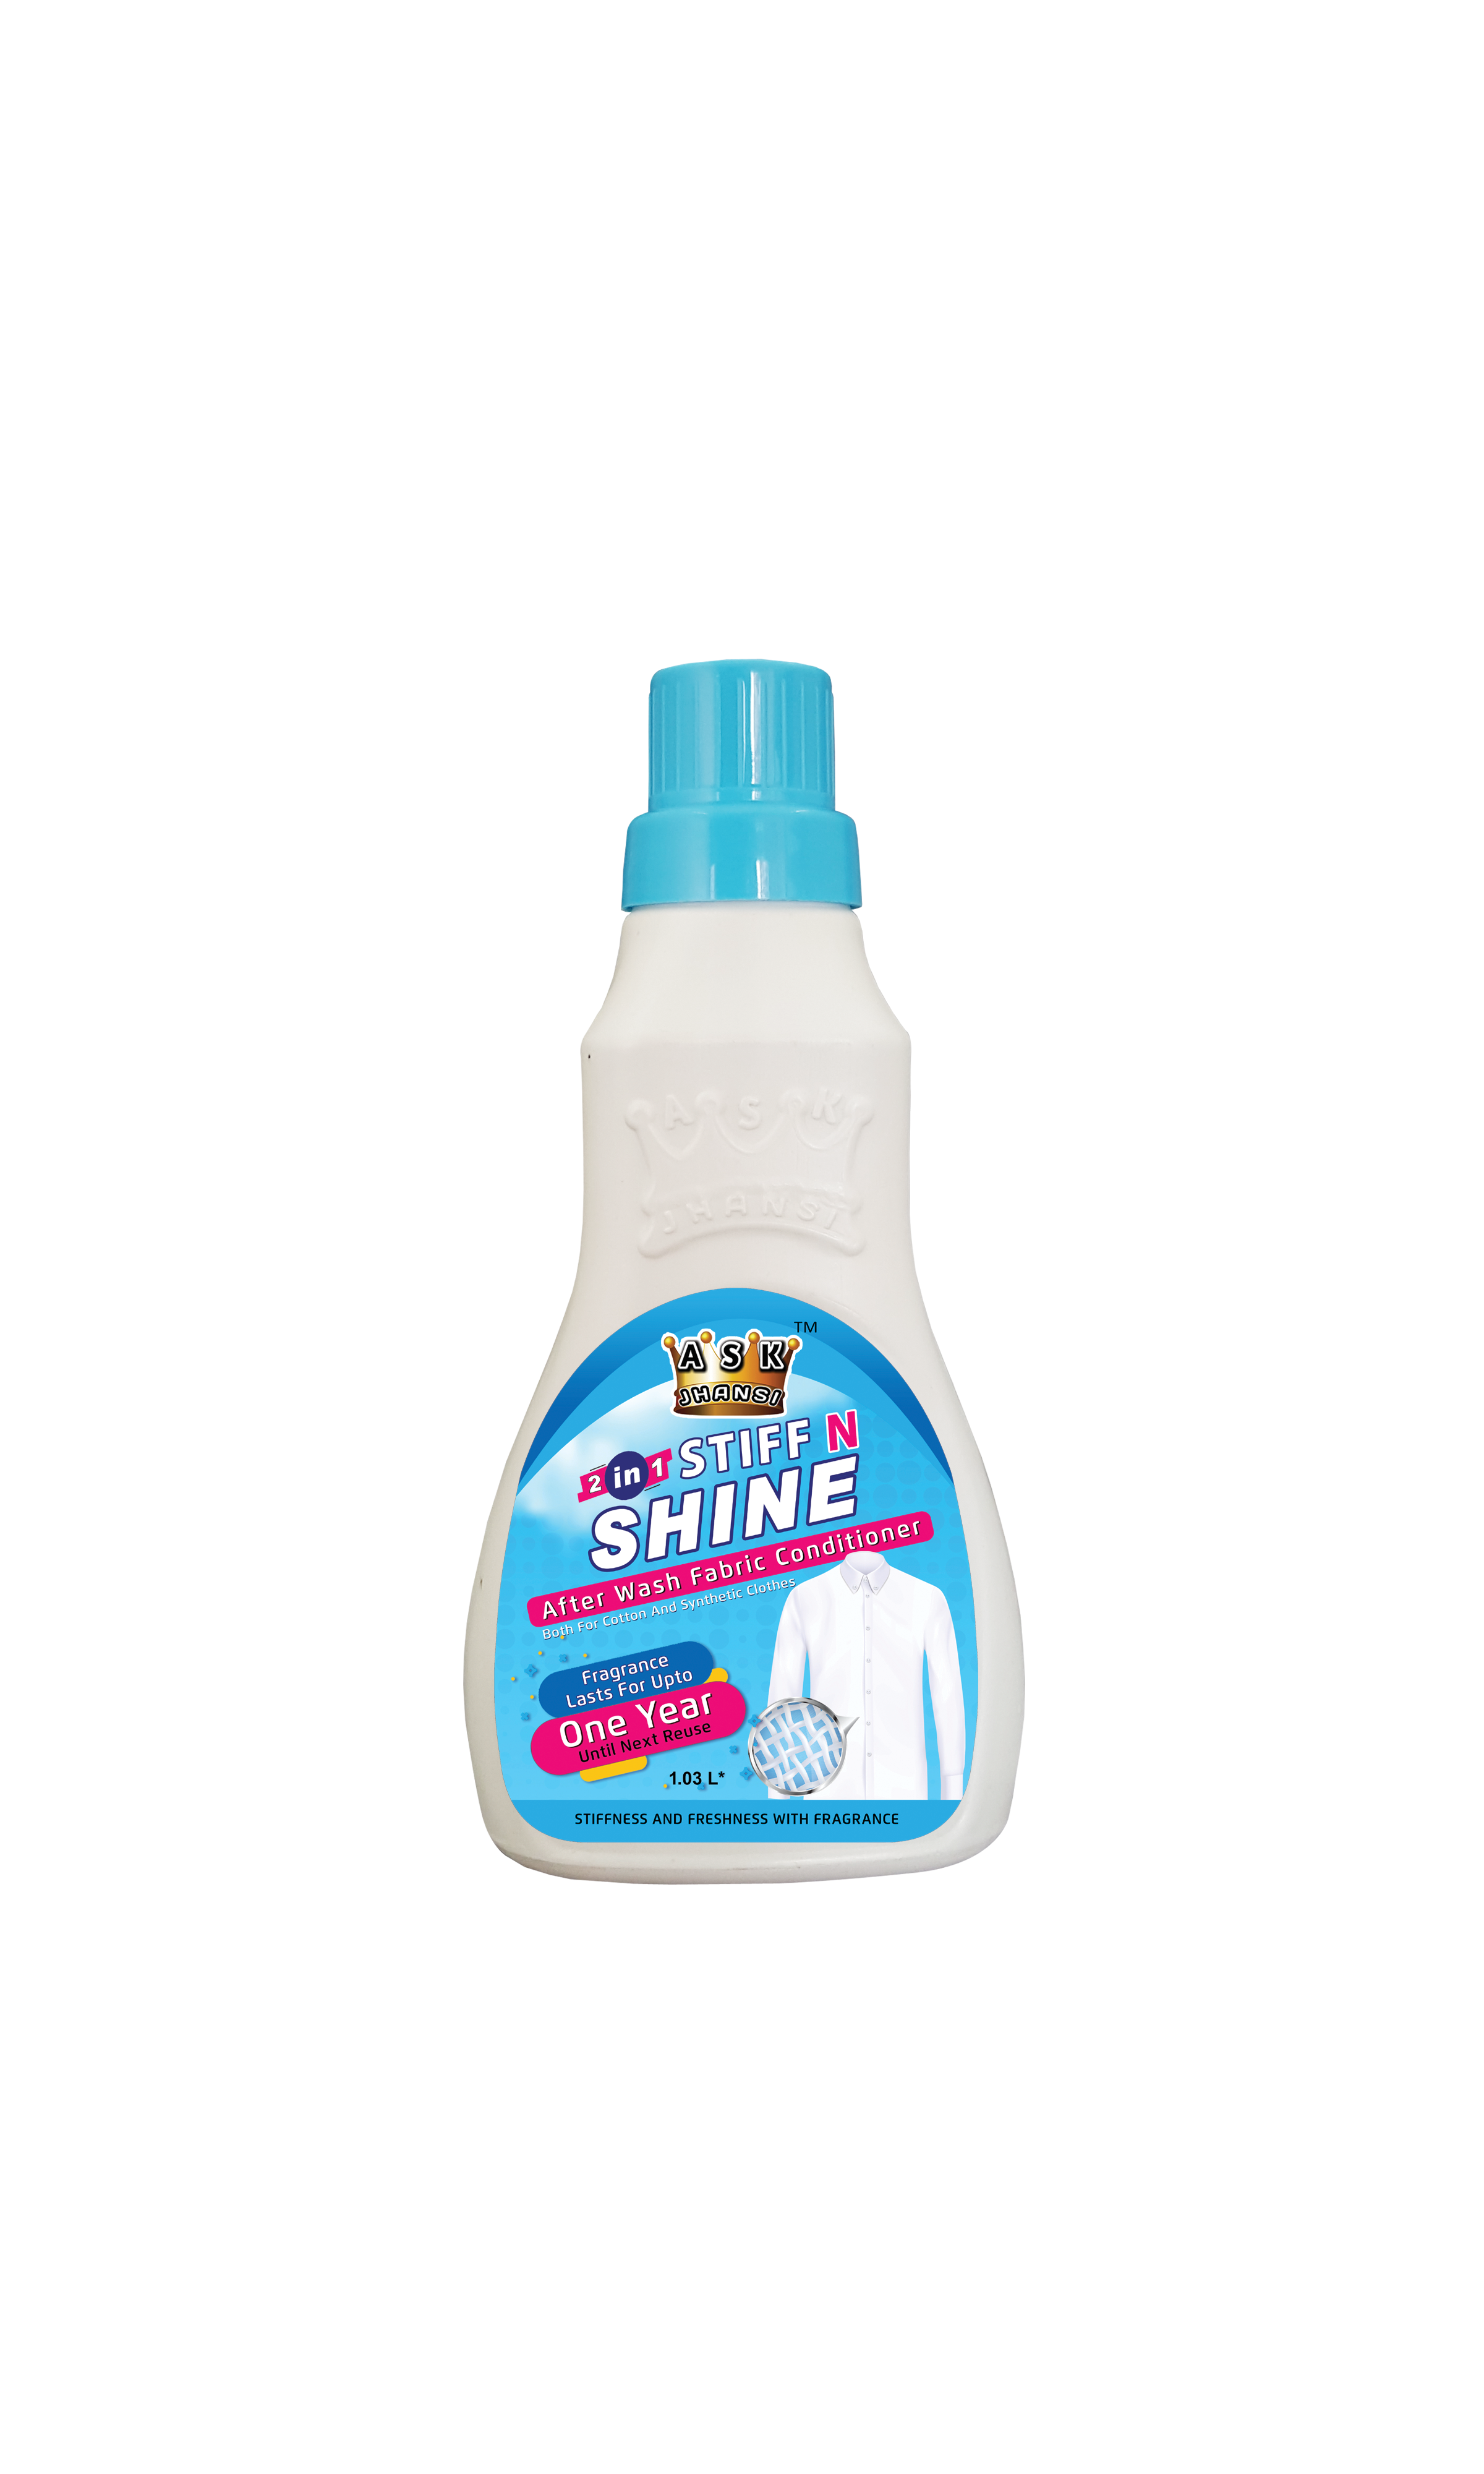 A S K
JHANSI
A S K
TM
JHANSI
2 in 1 STIFF N
SHINE
After Wash Fabric Conditioner
Both For Cotton And Synthetic Clothes
Fragrance
Lasts For Upto
One Year
Until Next Reuse
1.03 L*
STIFFNESS AND FRESHNESS WITH FRAGRANCE